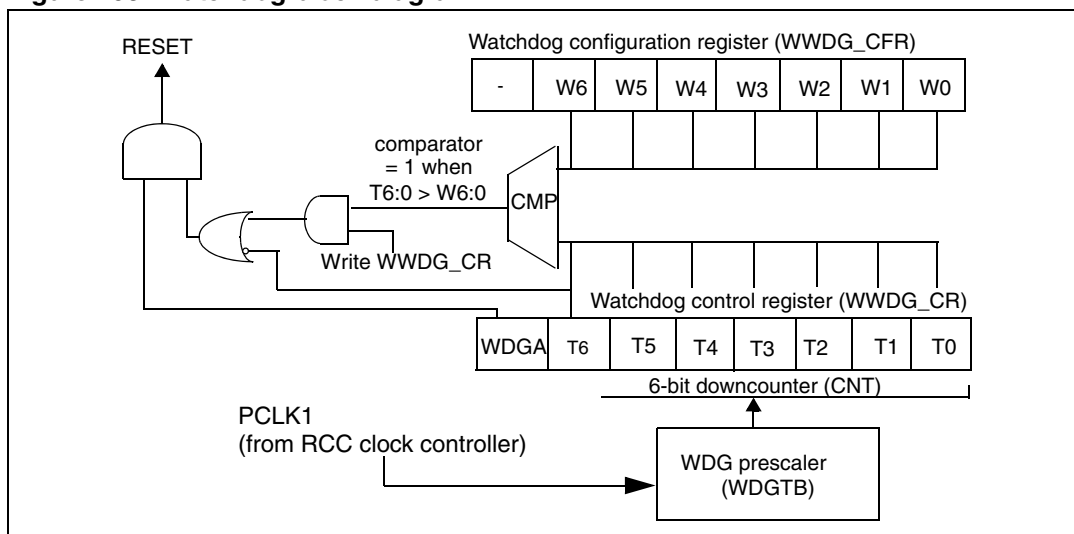 RESET
Watchdog configuration register (WWDG_CFR)
- W6 W5 W4 W3 W2 W1 W0
comparator
= 1 when
T6:0 > W6:0
CMP
Write WWDG_CR
Watchdog control register (WWDG_CR)
WDGA T6 T5 T4 T3 T2 T1 T0
6-bit downcounter (CNT)
PCLK1
(from RCC clock controller)
WDG prescaler
(WDGTB)